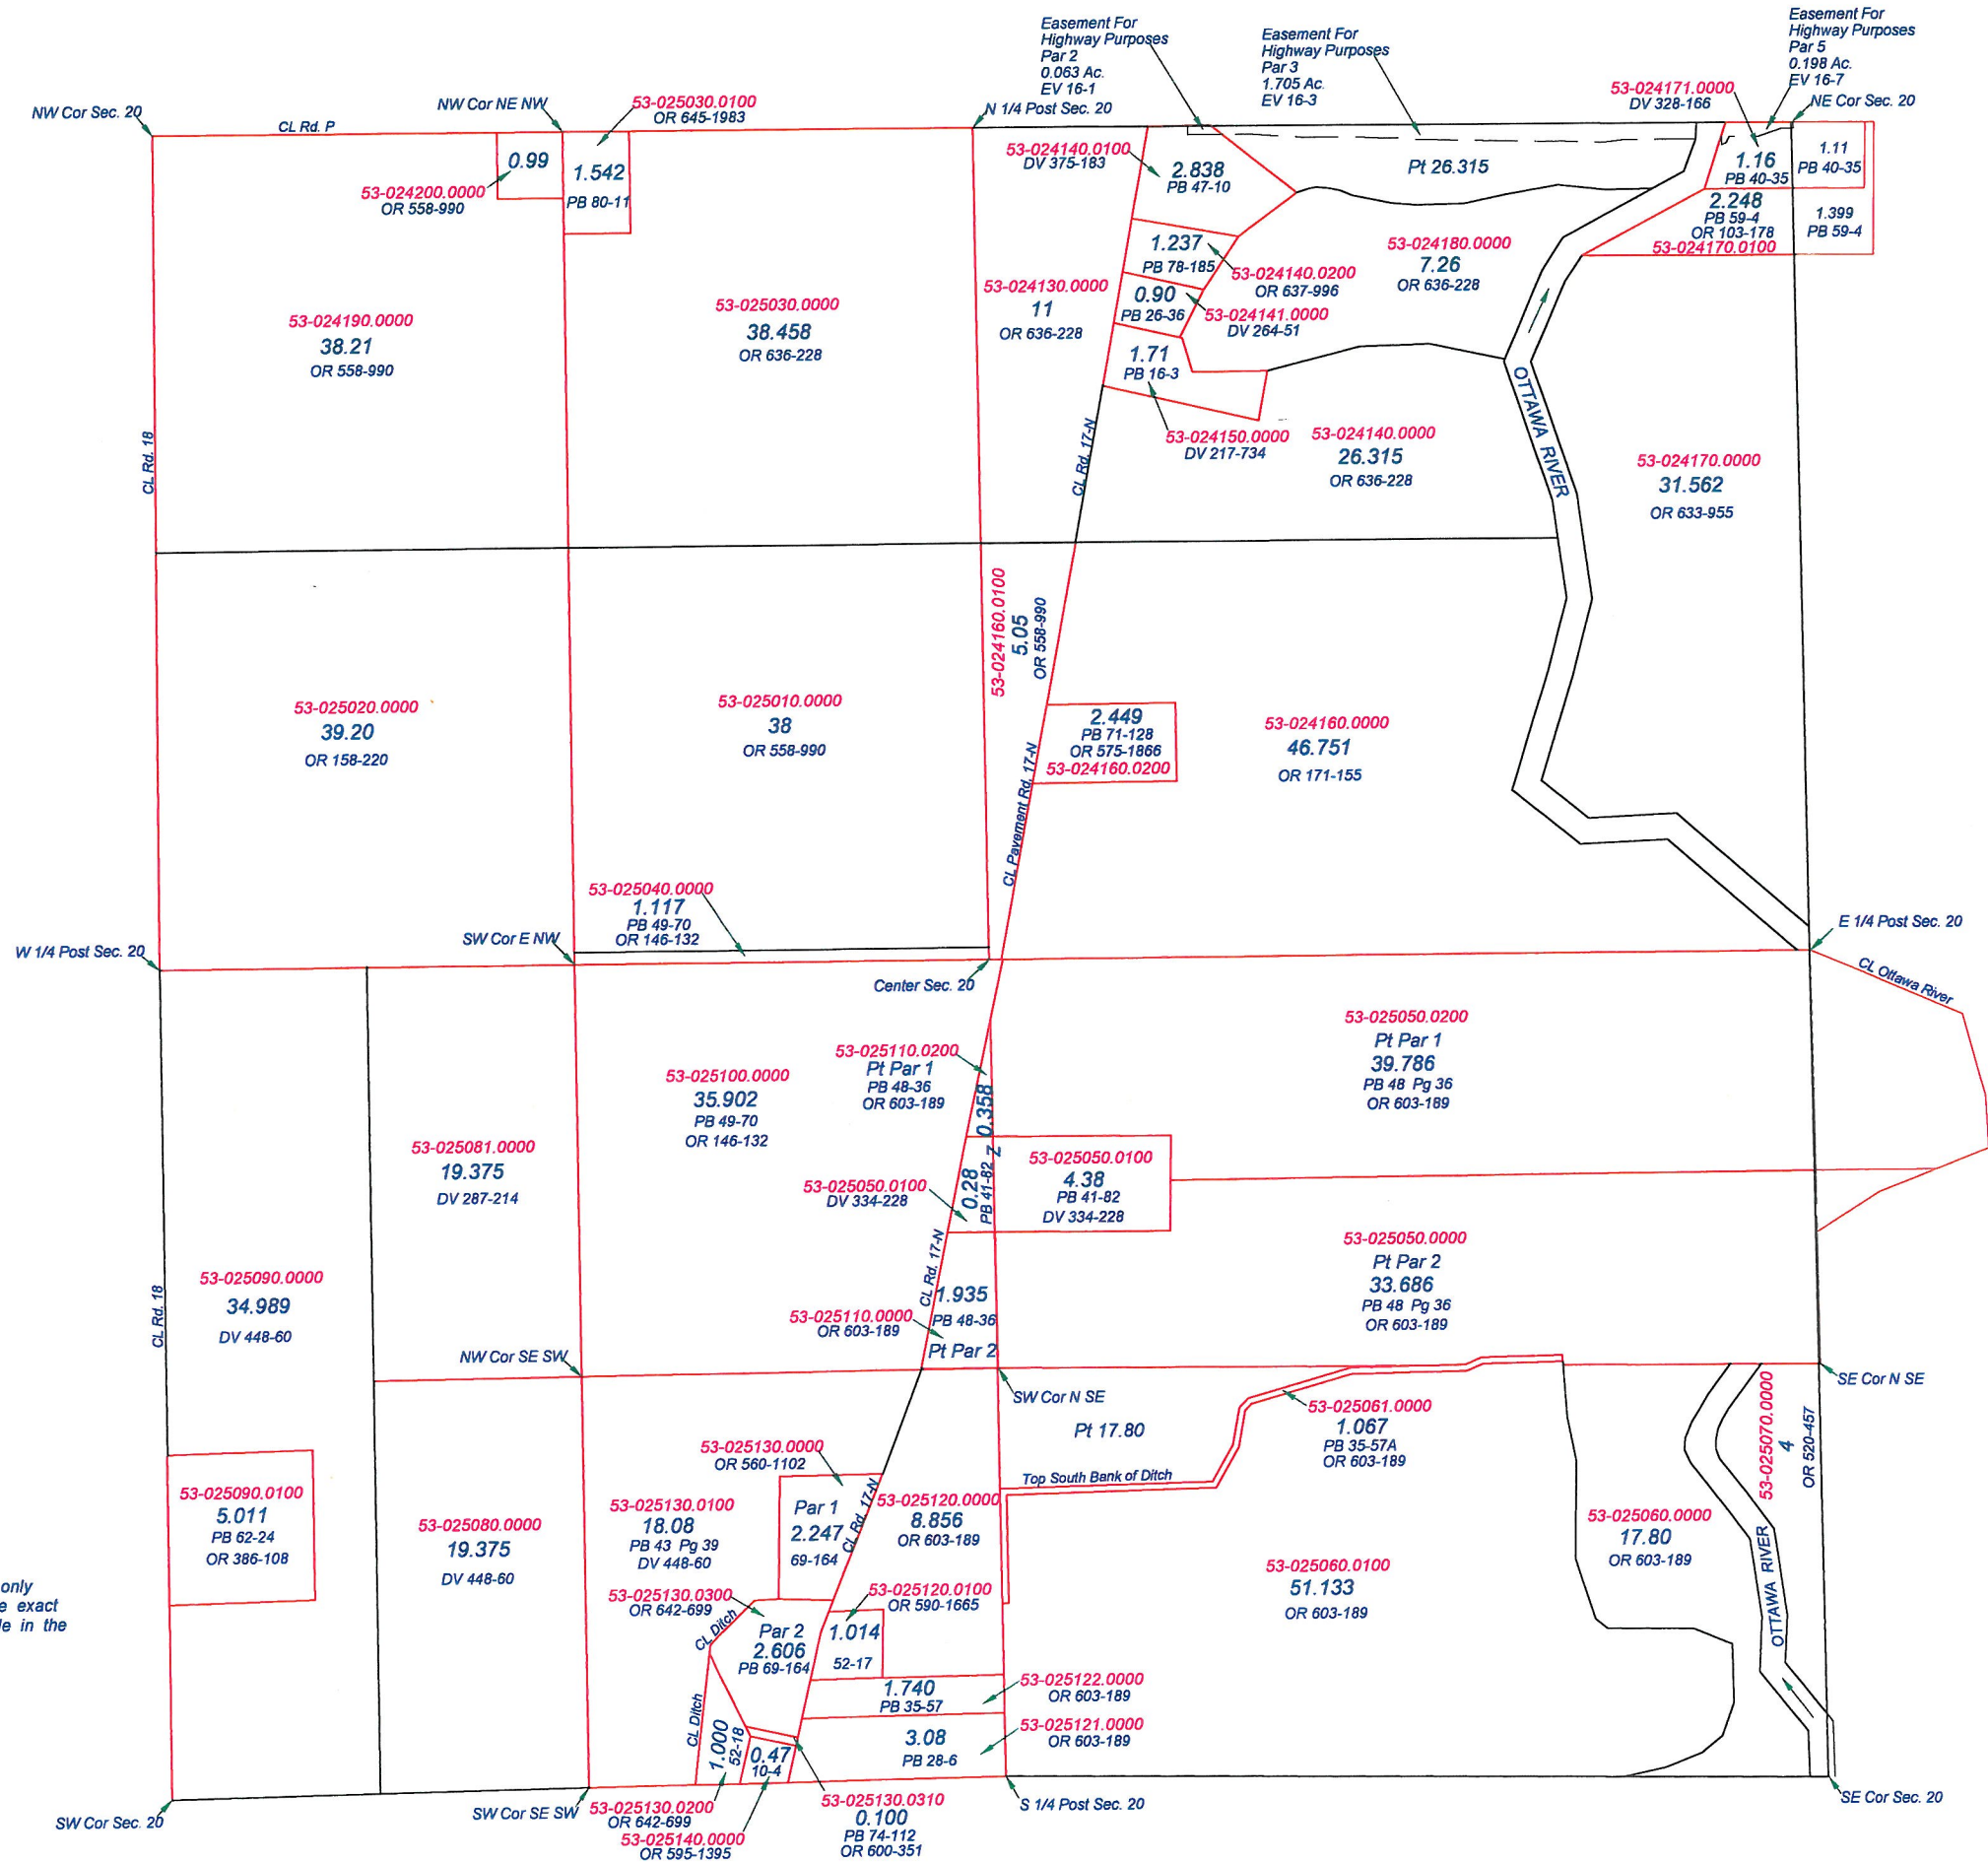 Easement For
Highway Purposes
Par 2
0.063 Ac.
EV 16-1
Easement For
Highway Purposes
Par 3
1.705 Ac.
EV 16-3
Easement For
Highway Purposes
Par 5
0.198 Ac.
EV 16-7
NW Cor Sec. 20
CL Rd. P
NW Cor NE NW
53-025030.0100
OR 645-1983
N 1/4 Post Sec. 20
53-024171.0000
DV 328-166
NE Cor Sec. 20
0.99
53-024200.0000
OR 558-990
1.542
PB 80-11
53-024140.0100
DV 375-183
2.838
PB 47-10
Pt 26.315
1.16
PB 40-35
1.11
PB 40-35
2.248
PB 59-4
OR 103-178
53-024170.0100
1.399
PB 59-4
1.237
PB 78-185
53-024140.0200
OR 637-996
53-024180.0000
7.26
OR 636-228
53-024130.0000
11
OR 636-228
0.90
PB 26-36
53-024141.0000
DV 264-51
53-024190.0000
38.21
OR 558-990
53-025030.0000
38.458
OR 636-228
1.71
PB 16-3
53-024150.0000
DV 217-734
53-024140.0000
26.315
OR 636-228
CL Rd. 18
CL Rd. 17-N
OTTAWA RIVER
53-024170.0000
31.562
OR 633-955
53-024160.0100
5.05
OR 558-990
53-025020.0000
39.20
OR 158-220
53-025010.0000
38
OR 558-990
2.449
PB 71-128
OR 575-1866
53-024160.0200
53-024160.0000
46.751
OR 171-155
CL Pavement Rd. 17-N
53-025040.0000
1.117
PB 49-70
OR 146-132
W 1/4 Post Sec. 20
SW Cor E NW
Center Sec. 20
E 1/4 Post Sec. 20
CL Ottawa River
53-025110.0200
Pt Par 1
PB 48-36
OR 603-189
0.358
53-025050.0200
Pt Par 1
39.786
PB 48 Pg 36
OR 603-189
53-025100.0000
35.902
PB 49-70
OR 146-132
53-025081.0000
19.375
DV 287-214
53-025050.0100
DV 334-228
0.28
PB 41-82
Z
53-025050.0100
4.38
PB 41-82
DV 334-228
53-025090.0000
34.989
DV 448-60
CL Rd. 18
CL Rd. 17-N
53-025050.0000
Pt Par 2
33.686
PB 48 Pg 36
OR 603-189
53-025110.0000
OR 603-189
1.935
PB 48-36
Pt Par 2
NW Cor SE SW
SW Cor N SE
SE Cor N SE
Pt 17.80
53-025061.0000
1.067
PB 35-57A
OR 603-189
53-025070.0000
4
OR 520-457
53-025130.0000
OR 560-1102
Top South Bank of Ditch
53-025090.0100
5.011
PB 62-24
OR 386-108
53-025080.0000
19.375
DV 448-60
53-025130.0100
18.08
PB 43 Pg 39
DV 448-60
Par 1
2.247
69-164
CL Rd. 17-N
53-025120.0000
8.856
OR 603-189
53-025060.0100
51.133
OR 603-189
53-025060.0000
17.80
OR 603-189
OTTAWA RIVER
only
e exact
le in the
53-025130.0300
OR 642-699
CL Ditch
Par 2
2.606
PB 69-164
53-025120.0100
OR 590-1665
1.014
52-17
1.740
PB 35-57
53-025122.0000
OR 603-189
CL Ditch
1.000
52-18
0.47
10-4
3.08
PB 28-6
53-025121.0000
OR 603-189
SW Cor Sec. 20
SW Cor SE SW
53-025130.0200
OR 642-699
53-025140.0000
OR 595-1395
53-025130.0310
0.100
PB 74-112
OR 600-351
S 1/4 Post Sec. 20
SE Cor Sec. 20